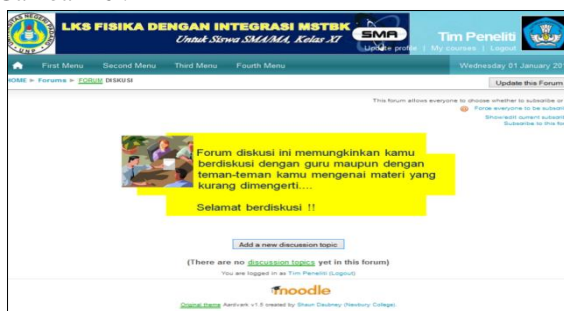 LKS FISIKA DENGAN INTEGRASI MSTBK
Untuk Siswa SMA/MA, Kelas XI
SMA
Tim Peneliti
Update profile | My courses | Logout
First Menu Second Menu Third Menu Fourth Menu
Wednesday 01 January 20
HOME ► Forums ► FORUM DISKUSI
Update this Forum
This forum allows everyone to choose whether to subscribe or
Force everyone to be subscri
Show/edit current subscri
Subscribe to this fo
Forum diskusi ini memungkinkan kamu
berdiskusi dengan guru maupun dengan
teman-teman kamu mengenai materi yang
kurang dimengerti....
Selamat berdiskusi !!
Add a new discussion topic
(There are no discussion topics yet in this forum)
You are logged in as Tim Peneliti (Logout)
moodle
Original theme Aardvark v1.5 created by Shaun Daubney (Newbury College).